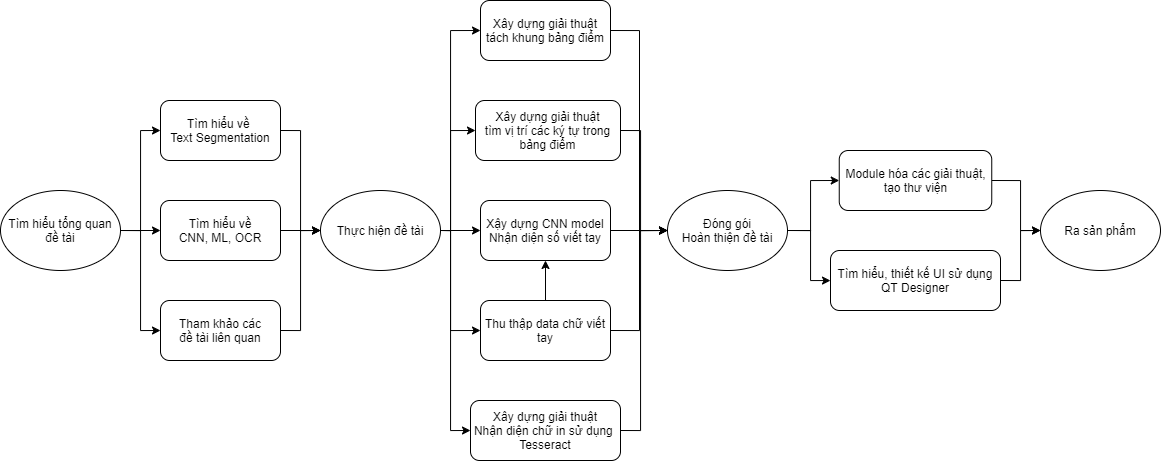 Tìm hiểu tổng quan
đề tài
Tìm hiểu về
Text Segmentation
Tìm hiểu về
CNN, ML, OCR
Tham khảo các
đề tài liên quan
Thực hiện đề tài
Xây dựng giải thuật
tách khung bảng điểm
Xây dựng giải thuật
tìm vị trí các ký tự trong
bảng điểm
Xây dựng CNN model
Nhận diện số viết tay
Thu thập data chữ viết
tay
Xây dựng giải thuật
Nhận diện chữ in sử dụng
Tesseract
Đóng gói
Hoàn thiện đề tài
Module hóa các giải thuật,
tạo thư viện
Tìm hiểu, thiết kế UI sử dụng
QT Designer
Ra sản phẩm